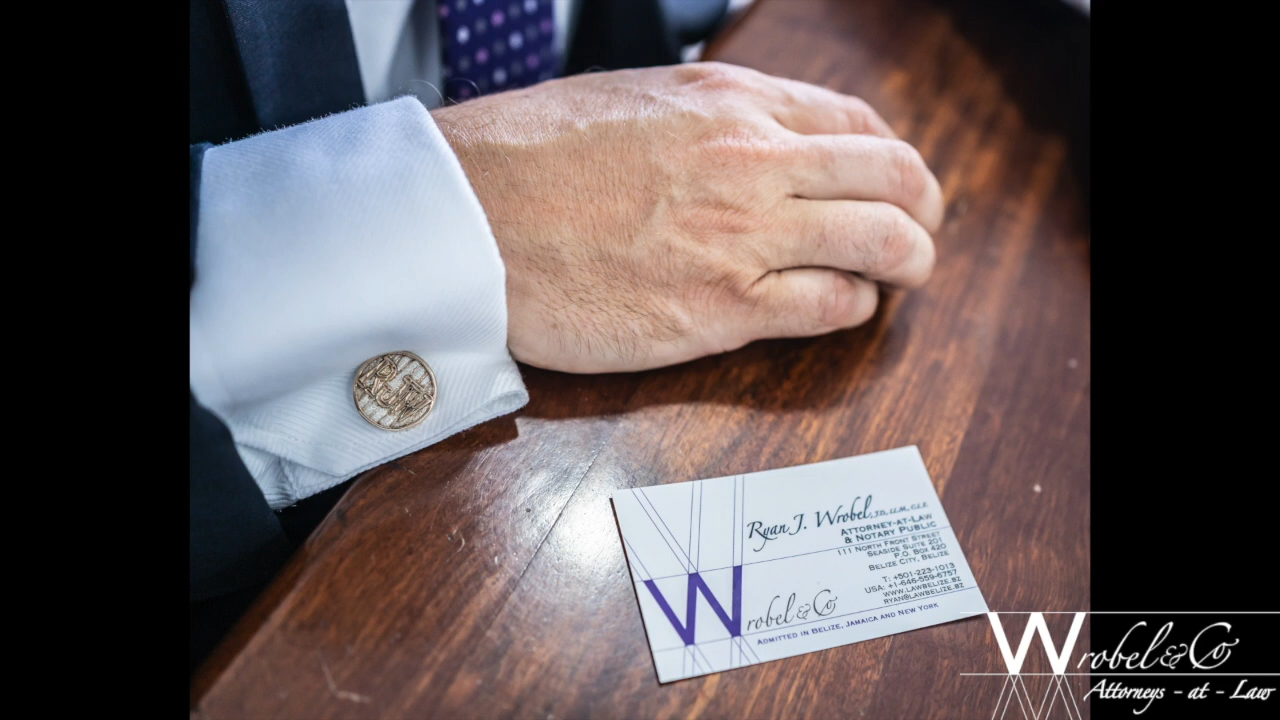 RJW
Ryan J. Wrobel, J.D., LL.M., C.L.E.
Attorney-at-Law
& Notary Public
111 North Front Street
Seaside Suite 201
P.O. Box 420
Belize City, Belize
T: +501-223-1013
USA: +1-646-559-6757
www.lawbelize.bz
ryan@lawbelize.bz
Wrobel & Co
Admitted in Belize, Jamaica and New York
Wrobel & Co
Attorneys - at - Law